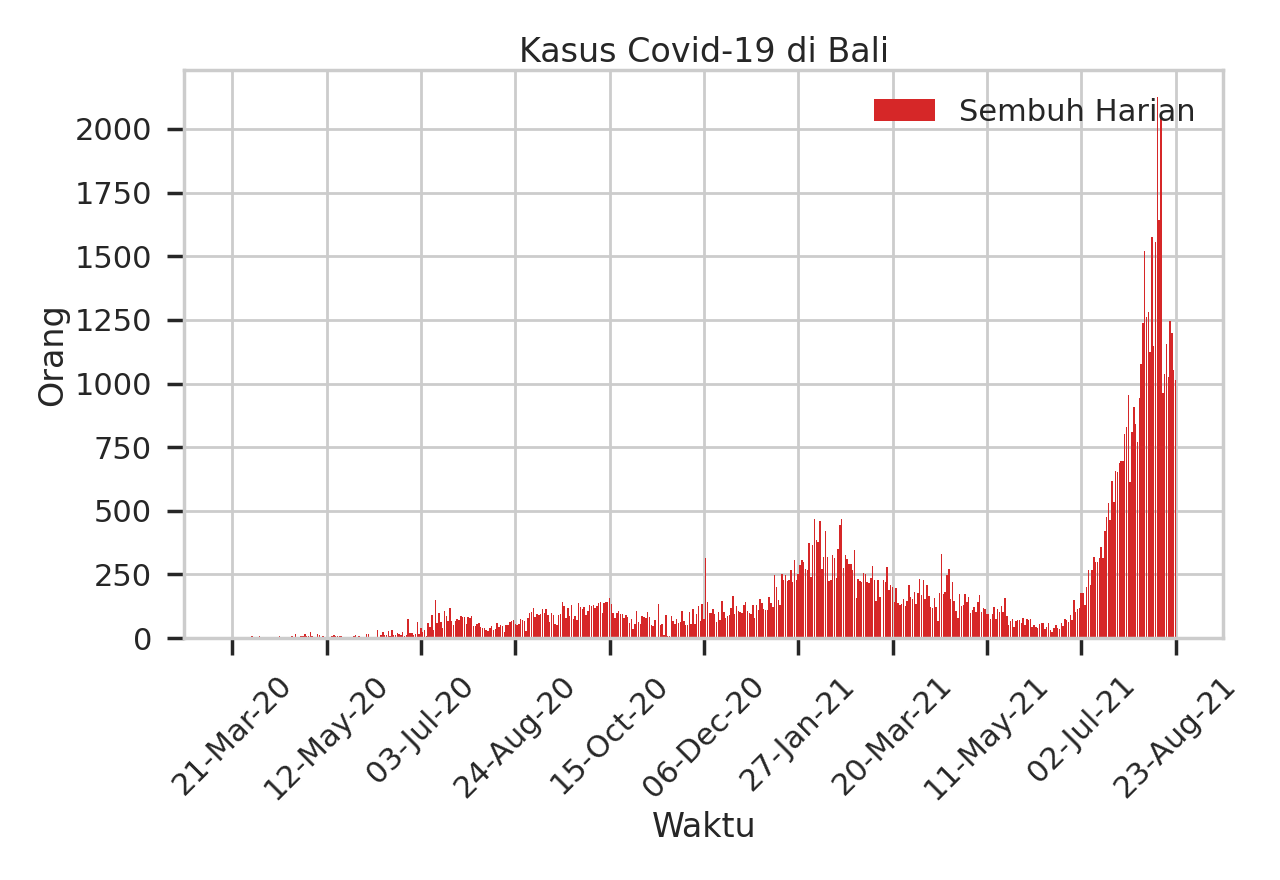 Kasus Covid-19 di Bali
Sembuh Harian
Orang
2000
1750
1500
1250
1000
750
500
250
0
21-Mar-20
12-May-20
03-Jul-20
24-Aug-20
15-Oct-20
06-Dec-20
27-Jan-21
20-Mar-21
11-May-21
02-Jul-21
23-Aug-21
Waktu